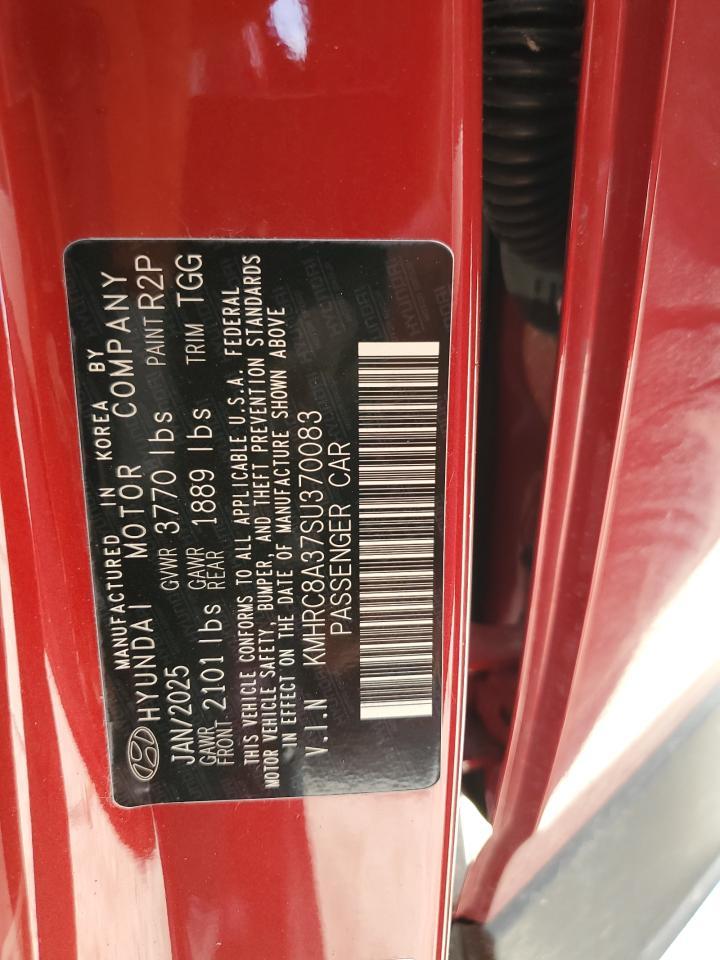 MANUFACTURED IN KOREA BY
HYUNDAI MOTOR COMPANY
JAN/2025 GVWR 3770 lbs PAINT R2P
GAWR FRONT 2101 lbs GAWR REAR 1889 lbs TRIM TGG
THIS VEHICLE CONFORMS TO ALL APPLICABLE U.S.A. FEDERAL
MOTOR VEHICLE SAFETY, BUMPER, AND THEFT PREVENTION STANDARDS
IN EFFECT ON THE DATE OF MANUFACTURE SHOWN ABOVE
V.I.N KMHRC8A37SU370083
PASSENGER CAR